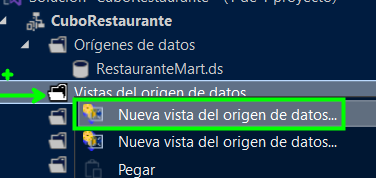 CuboRestaurante
Orígenes de datos
RestauranteMart.ds
Vistas del origen de datos
Nueva vista del origen de datos...
Nueva vista del origen de datos...
Pegar